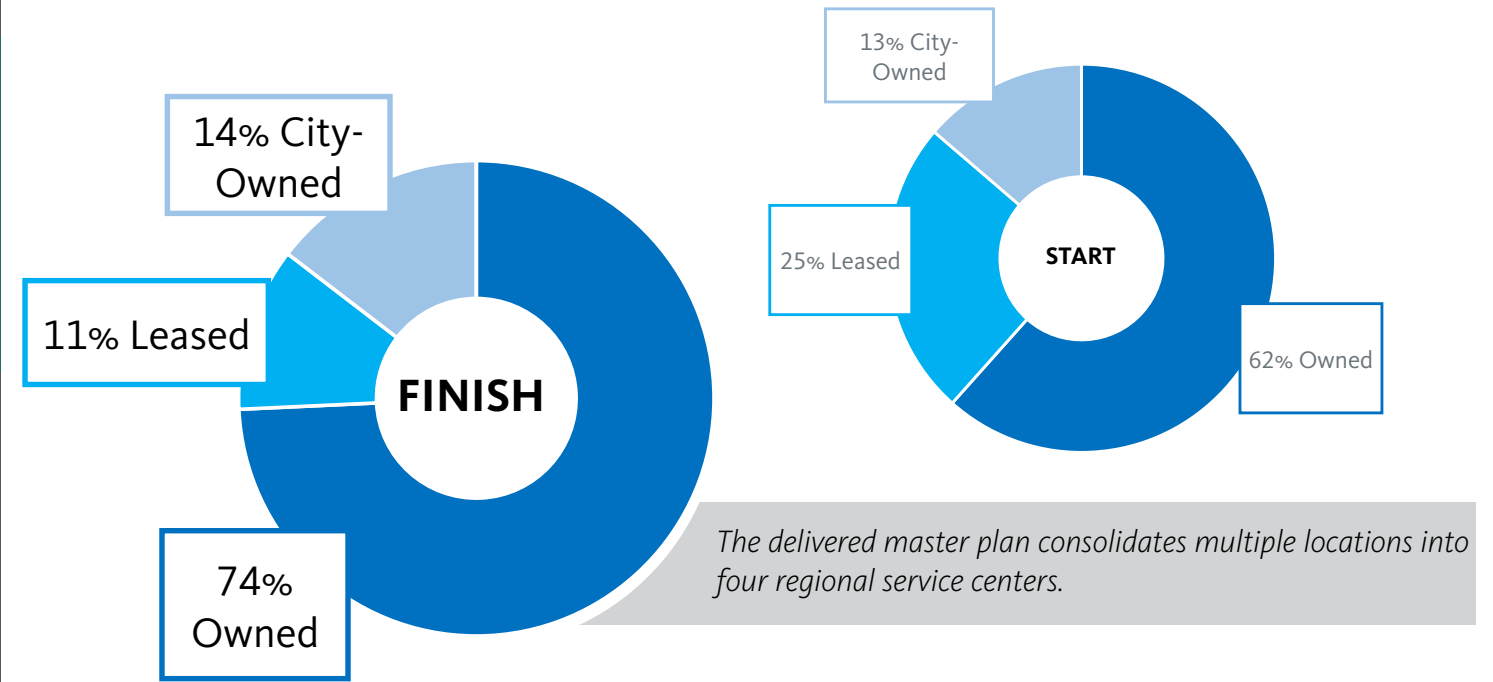 13% City-
Owned
14% City-
Owned
25% Leased
START
11% Leased
62% Owned
FINISH
The delivered master plan consolidates multiple locations into
four regional service centers.
74%
Owned